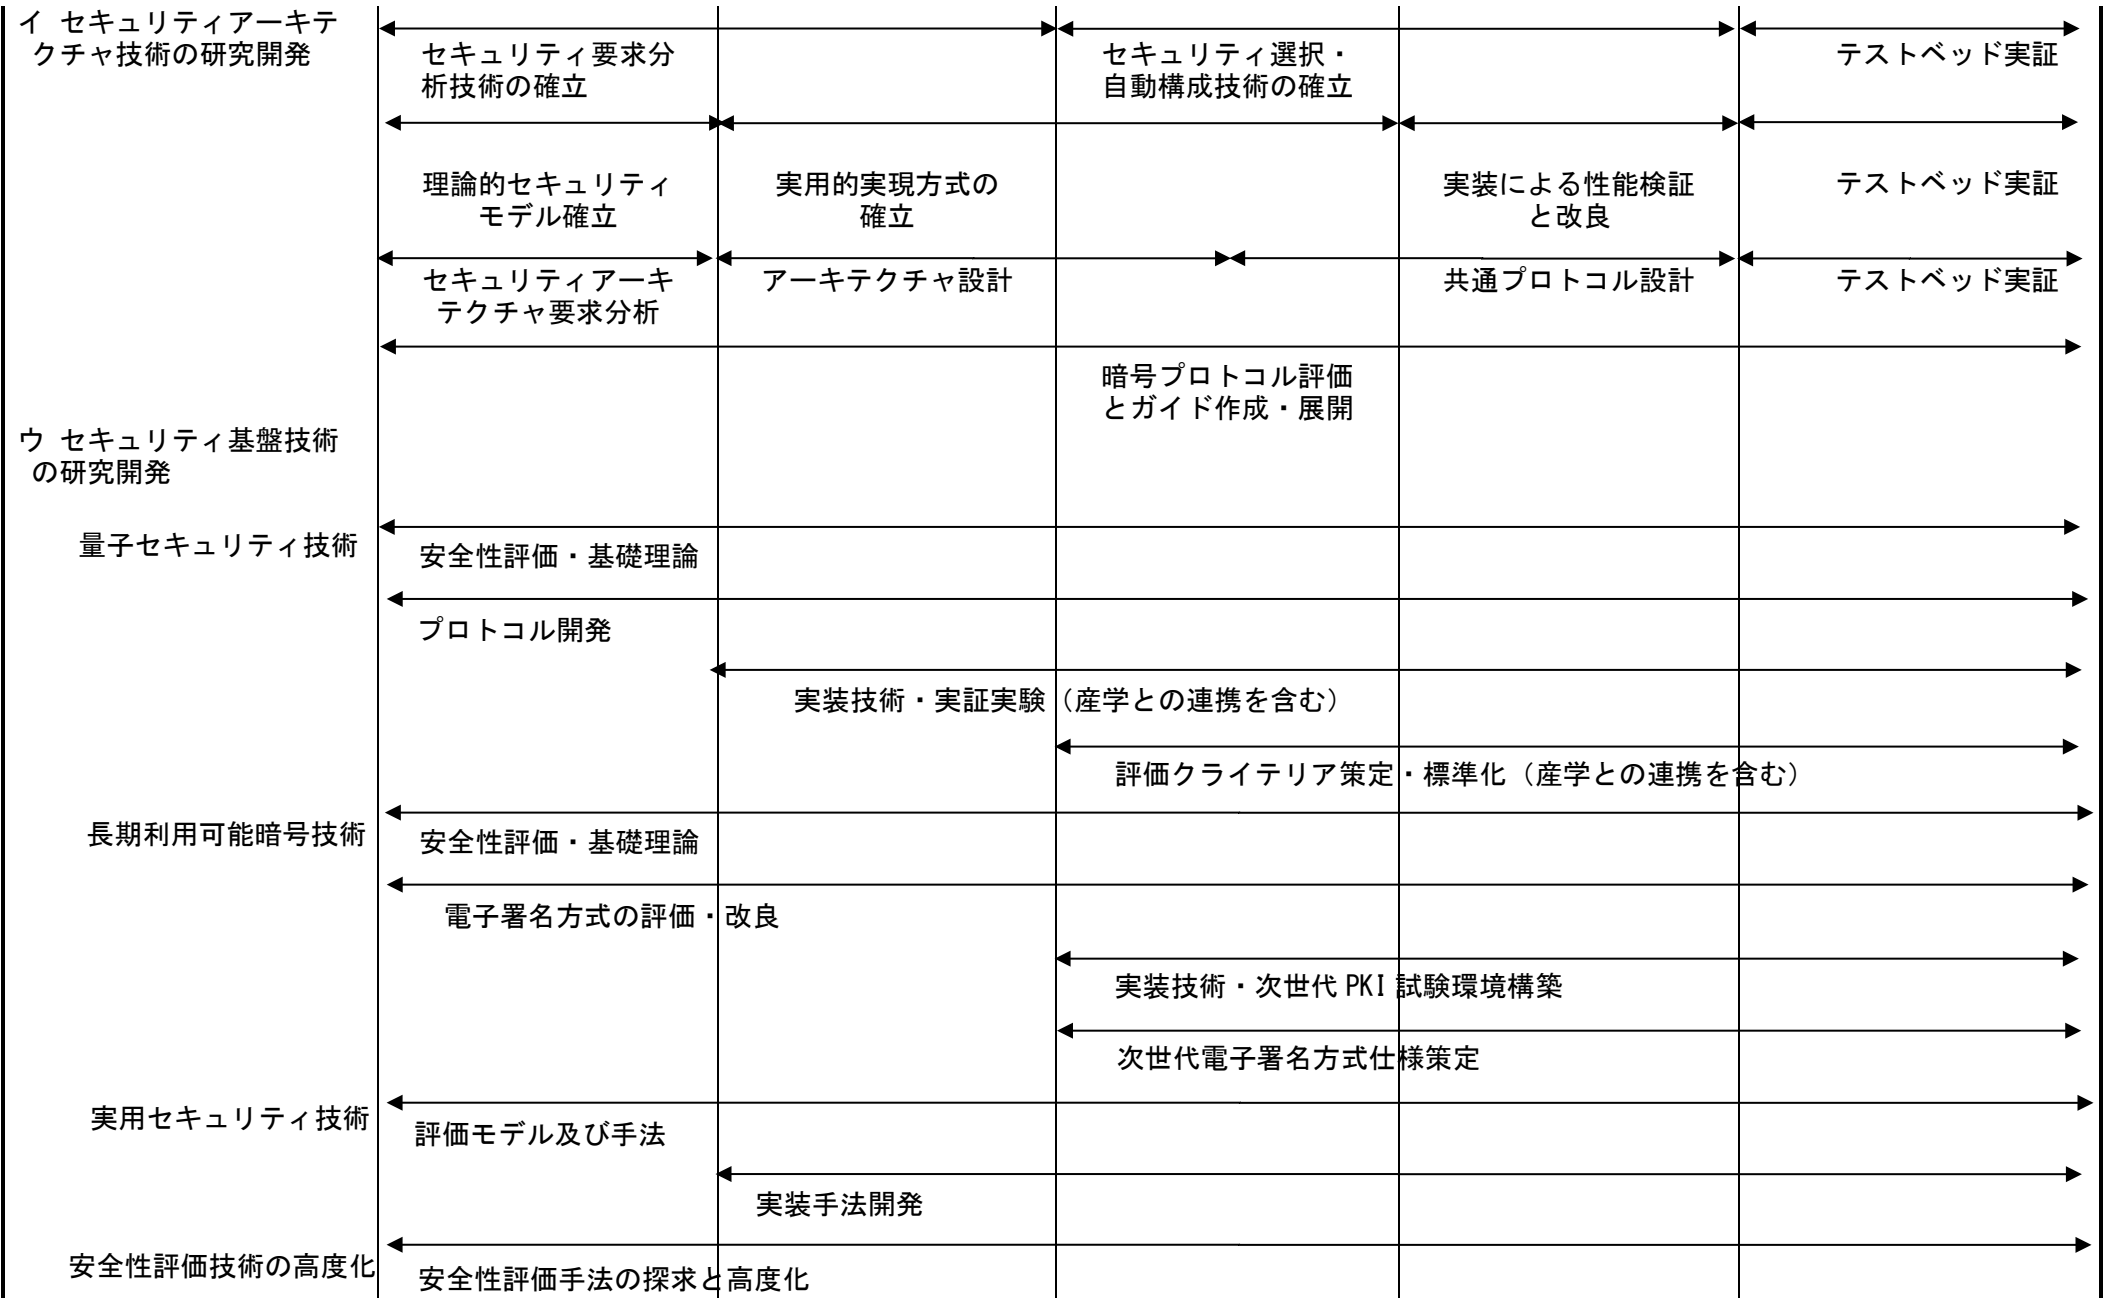 イ セキュリティアーキテ
クチャ技術の研究開発
セキュリティ要求分
析技術の確立
セキュリティ選択・
自動構成技術の確立
テストベッド実証
理論的セキュリティ
モデル確立
実用的実現方式の
確立
実装による性能検証
と改良
テストベッド実証
セキュリティアーキ
テクチャ要求分析
アーキテクチャ設計
共通プロトコル設計
テストベッド実証
暗号プロトコル評価
とガイド作成・展開
ウ セキュリティ基盤技術
の研究開発
量子セキュリティ技術
安全性評価・基礎理論
プロトコル開発
実装技術・実証実験（産学との連携を含む）
評価クライテリア策定・標準化（産学との連携を含む）
長期利用可能暗号技術
安全性評価・基礎理論
電子署名方式の評価・改良
実装技術・次世代 PKI 試験環境構築
次世代電子署名方式仕様策定
実用セキュリティ技術
評価モデル及び手法
実装手法開発
安全性評価技術の高度化
安全性評価手法の探求と高度化